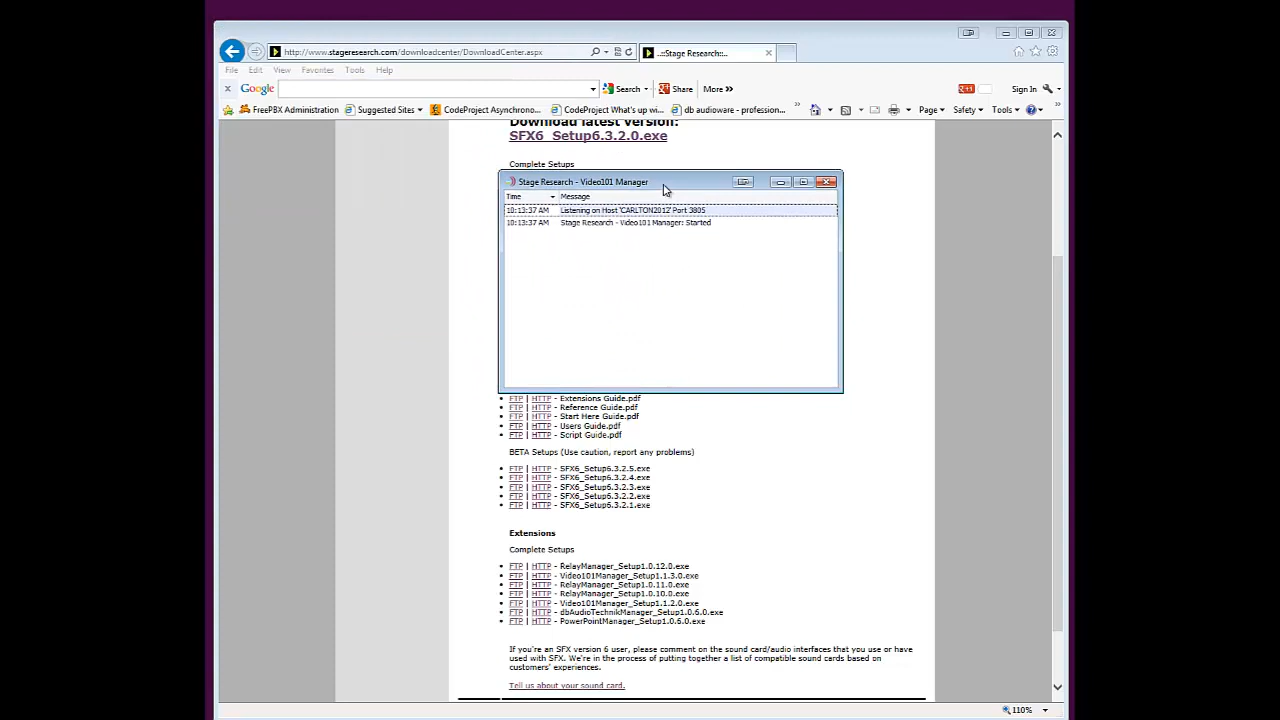 http://www.stageresearch.com/downloadcenter/DownloadCenter.aspx
..::Stage Research::..
File Edit View Favorites Tools Help
Google Search Share More »
Sign In
FreePBX Administration Suggested Sites CodeProject Asynchrono... CodeProject What's up wi... db audioware - profession... Page Safety Tools
Download latest version:
SFX6_Setup6.3.2.0.exe
Complete Setups
Stage Research - Video101 Manager
Time Message
10:13:37 AM Listening on Host 'CARLTON2012' Port 3805
10:13:37 AM Stage Research - Video101 Manager: Started
• FTP | HTTP - Extensions Guide.pdf
• FTP | HTTP - Reference Guide.pdf
• FTP | HTTP - Start Here Guide.pdf
• FTP | HTTP - Users Guide.pdf
• FTP | HTTP - Script Guide.pdf
BETA Setups (Use caution, report any problems)
• FTP | HTTP - SFX6_Setup6.3.2.5.exe
• FTP | HTTP - SFX6_Setup6.3.2.4.exe
• FTP | HTTP - SFX6_Setup6.3.2.3.exe
• FTP | HTTP - SFX6_Setup6.3.2.2.exe
• FTP | HTTP - SFX6_Setup6.3.2.1.exe
Extensions
Complete Setups
• FTP | HTTP - RelayManager_Setup1.0.12.0.exe
• FTP | HTTP - Video101Manager_Setup1.1.3.0.exe
• FTP | HTTP - RelayManager_Setup1.0.11.0.exe
• FTP | HTTP - RelayManager_Setup1.0.10.0.exe
• FTP | HTTP - Video101Manager_Setup1.1.2.0.exe
• FTP | HTTP - dbAudioTechnikManager_Setup1.0.6.0.exe
• FTP | HTTP - PowerPointManager_Setup1.0.6.0.exe
If you're an SFX version 6 user, please comment on the sound card/audio interfaces that you use or have
used with SFX. We're in the process of putting together a list of compatible sound cards based on
customers' experiences.
Tell us about your sound card.
110%